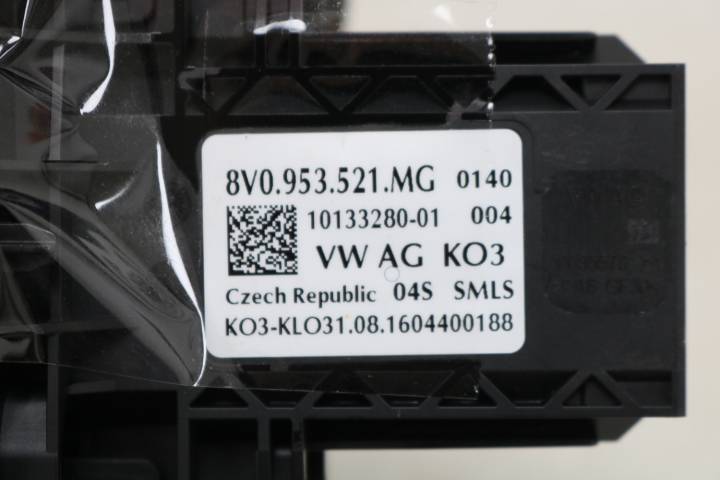 8V0.953.521.MG 0140
10133280-01 004
VW AG KO3
Czech Republic 04S SMLS
KO3-KLO31.08.1604400188